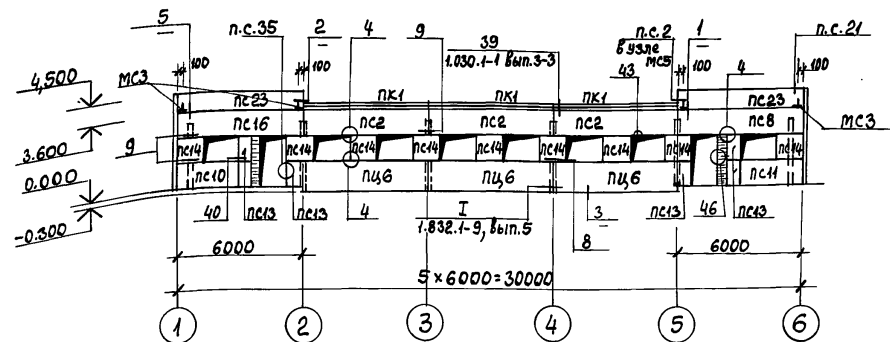 5
п.с.35
2
4
9
39
1.030.1-1 вып.3-3
п.с.2
в узле
МС5
1
п.с.21
100
100
100
100
43
4
4,500
МС3
ПС23
ПК1
ПК1
ПК1
ПС23
МС3
ПС16
ПС2
ПС2
ПС2
ПС8
3.600
9
ПС14
ПС14
ПС14
ПС14
ПС14
ПС14
ПС14
ПС14
ПС14
ПС10
ПЦ6
ПЦ6
ПЦ6
ПС11
0.000
-0.300
40
ПС13
ПС13
4
I
1.832.1-9, вып.5
3
8
ПС13
46
ПС13
6000
6000
5 × 6000 = 30000
1
2
3
4
5
6